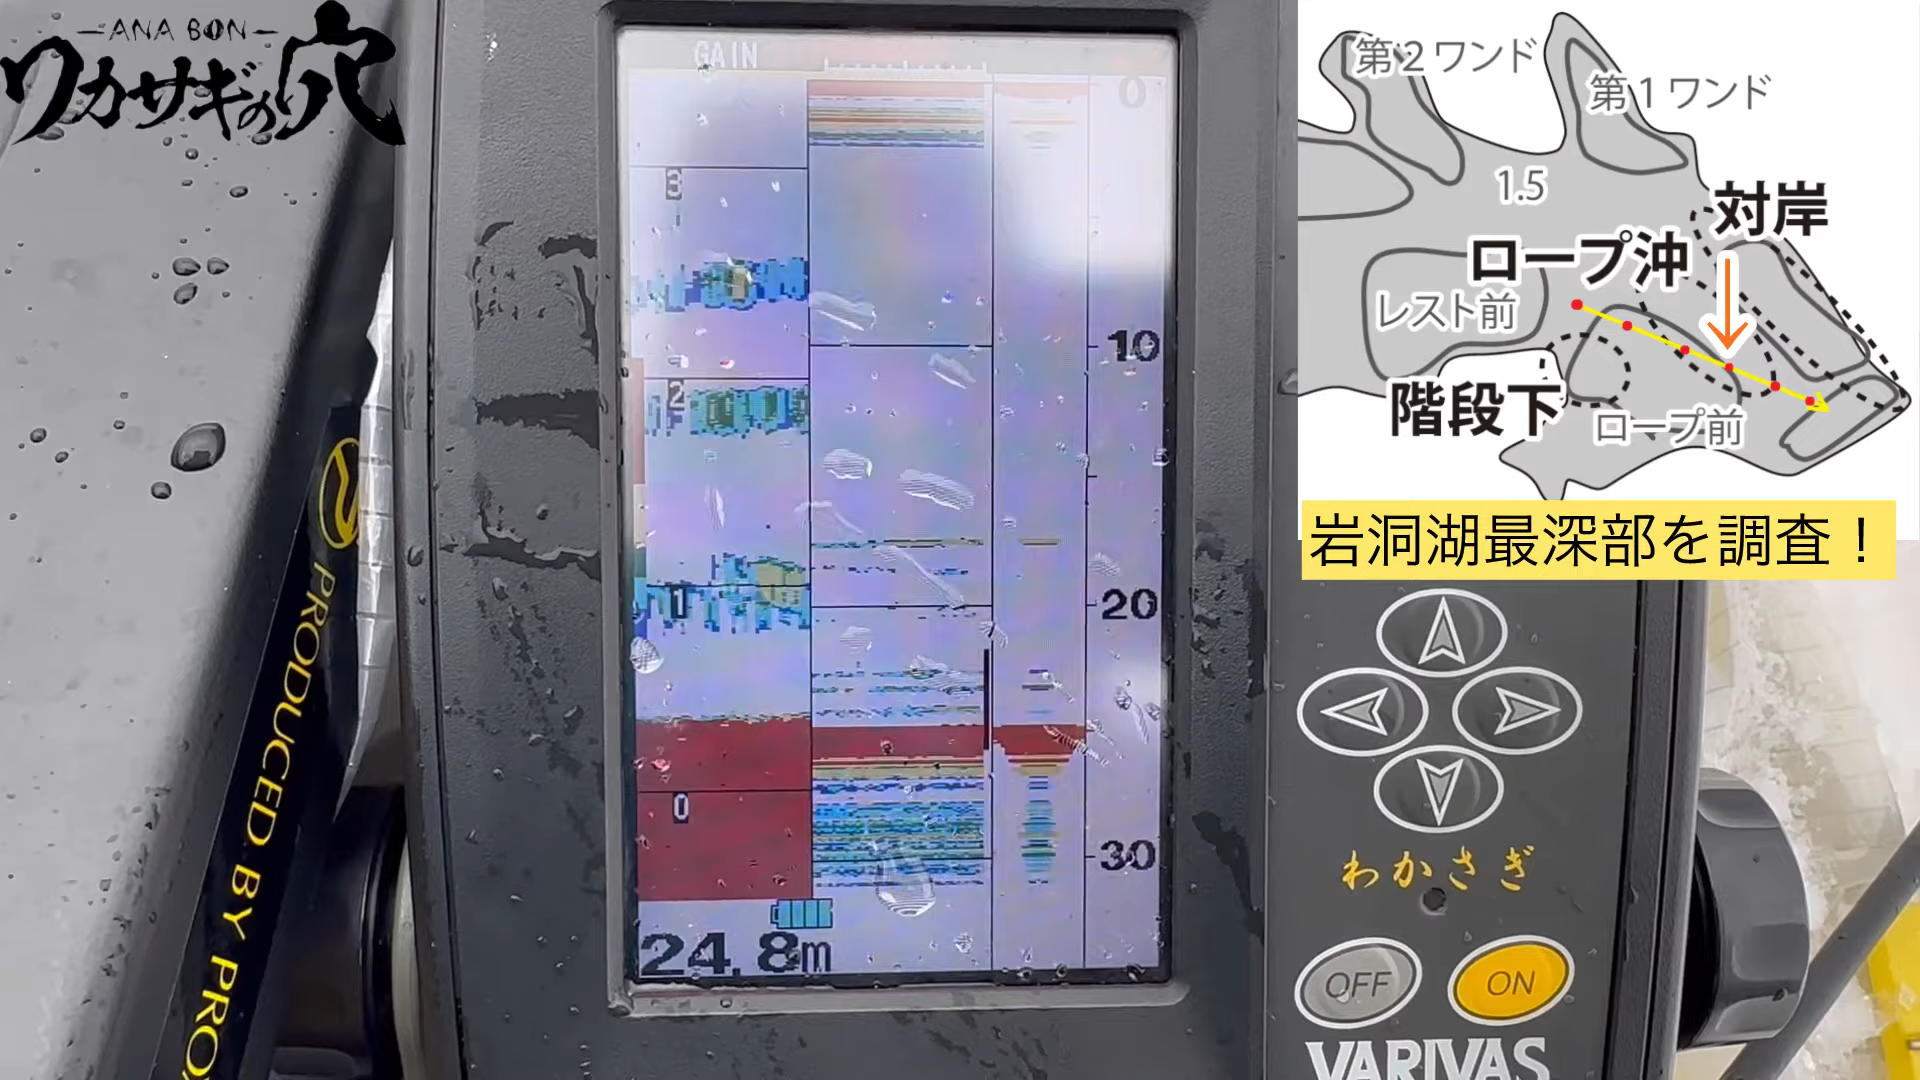 ANA BON
ワカサギの穴
GAIN
0
3
2
10
1
20
0
30
24.8m
PRODUCED BY PROX
PRODUCED BY PRO
第2ワンド
第1ワンド
1.5
対岸
ロープ沖
レスト前
階段下
ロープ前
岩洞湖最深部を調査！
わかさぎ
OFF
ON
VARIVAS